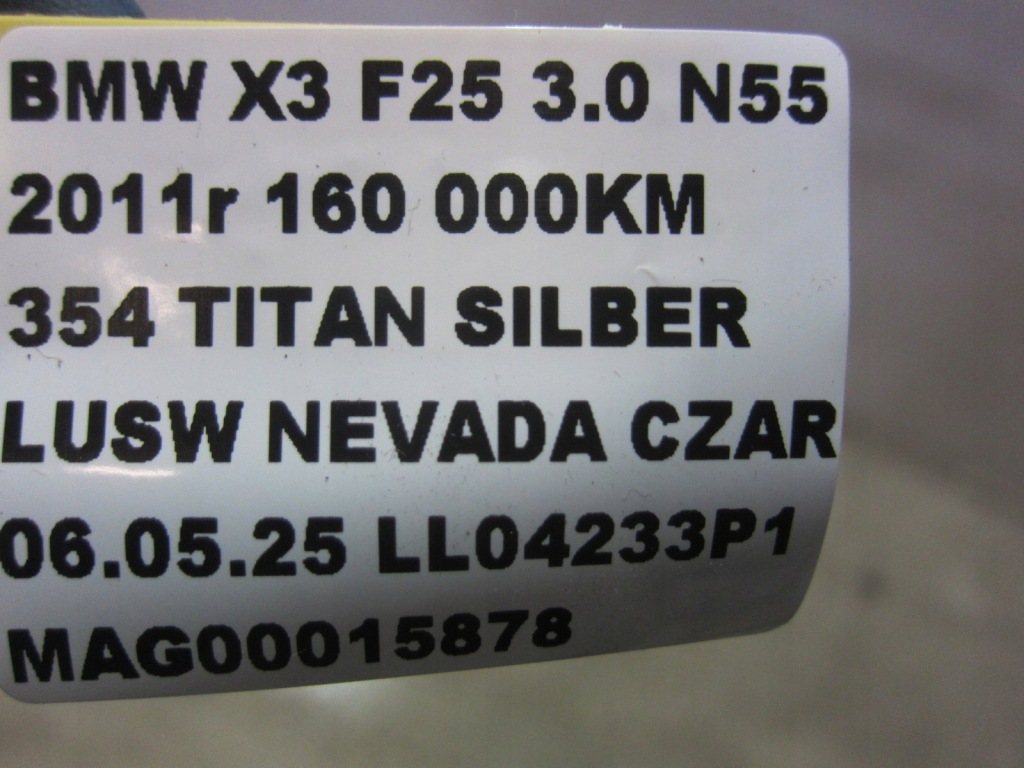 BMW X3 F25 3.0 N55
2011r 160 000KM
354 TITAN SILBER
LUSW NEVADA CZAR
06.05.25 LL04233P1
MAG00015878